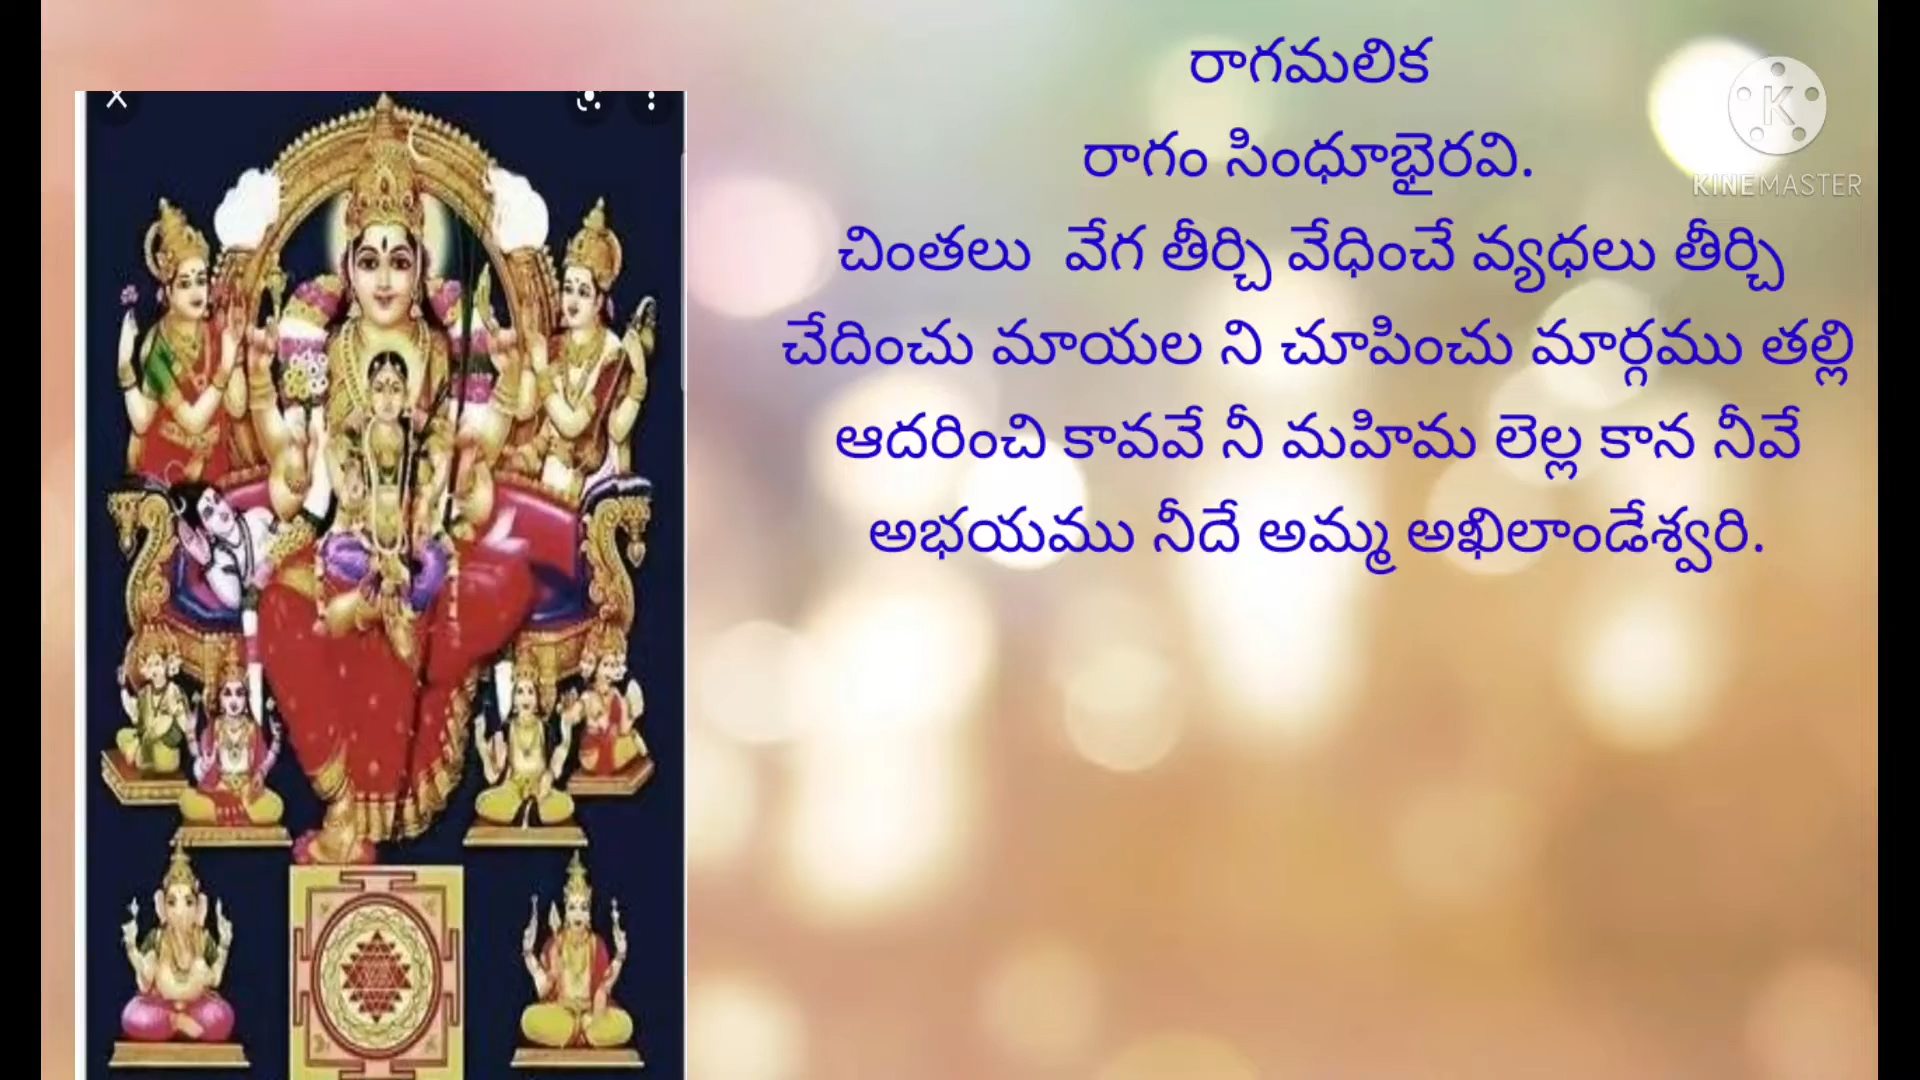 రాగమలిక
రాగం సింధూభైరవి.
చింతలు వేగ తీర్చి వేధించే వ్యధలు తీర్చి
చేదించు మాయల ని చూపించు మార్గము తల్లి
ఆదరించి కావవే నీ మహిమ లెల్ల కాన నీవే
అభయము నీదే అమ్మ అఖిలాండేశ్వరి.
K
KINEMASTER